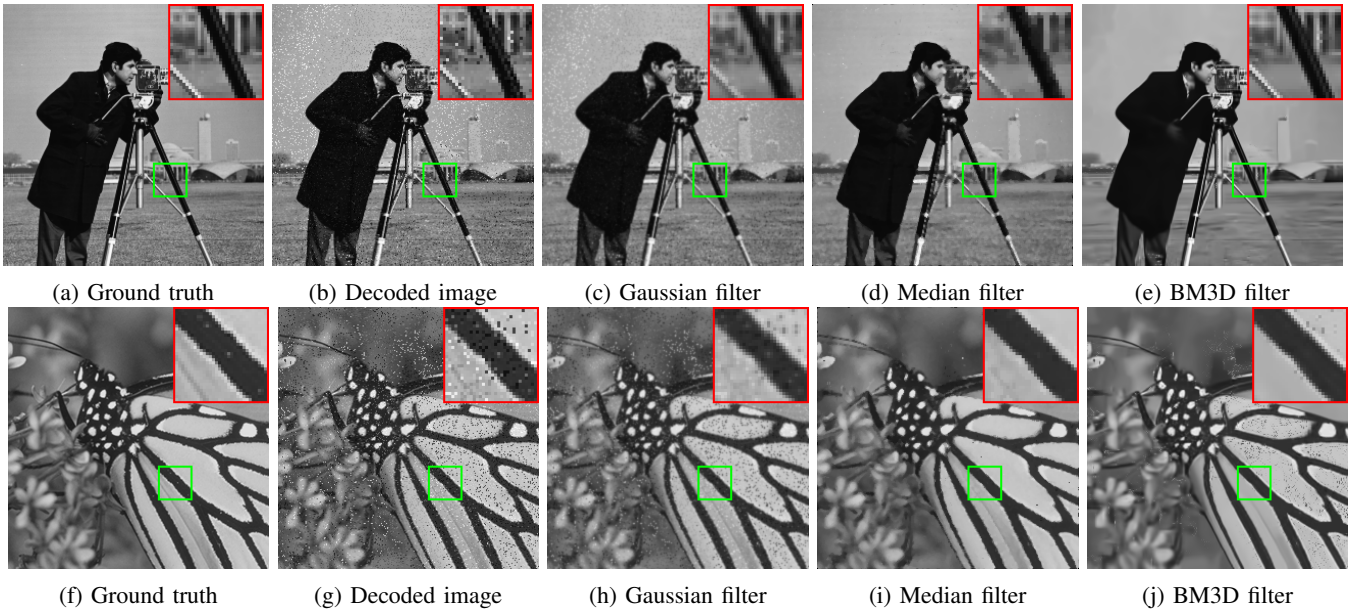 (a) Ground truth
(b) Decoded image
(c) Gaussian filter
(d) Median filter
(e) BM3D filter
(f) Ground truth
(g) Decoded image
(h) Gaussian filter
(i) Median filter
(j) BM3D filter